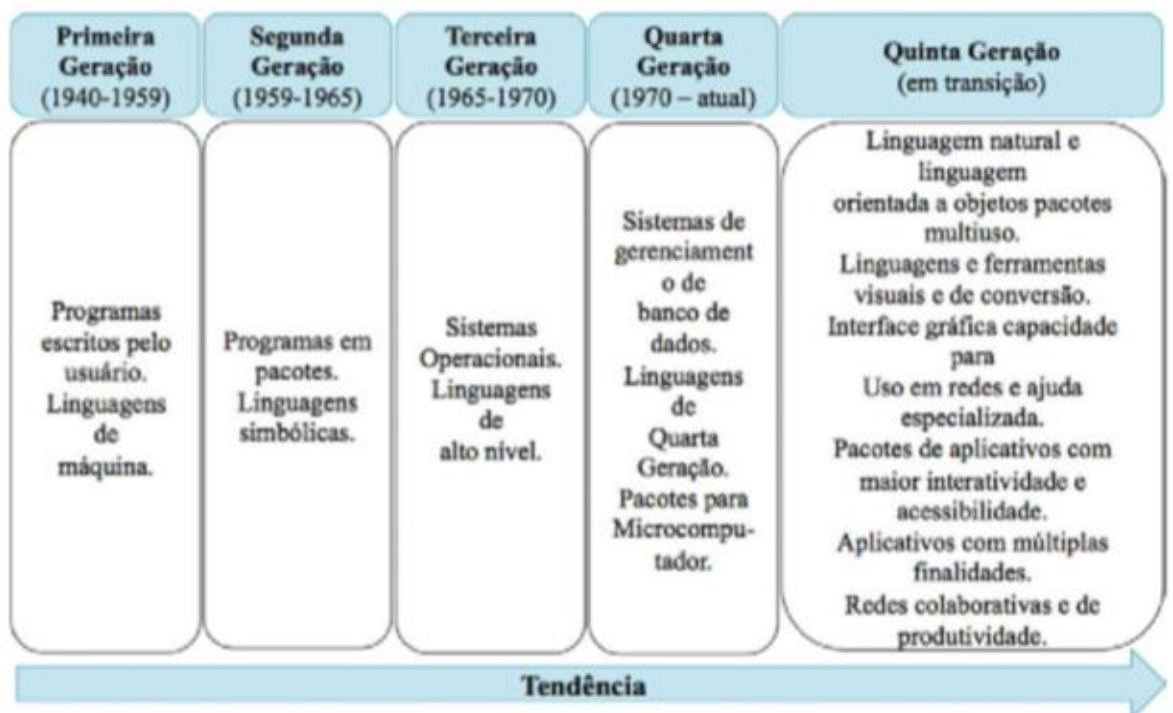 Primeira
Geração
(1940-1959)
Segunda
Geração
(1959-1965)
Terceira
Geração
(1965-1970)
Quarta
Geração
(1970 – atual)
Quinta Geração
(em transição)
Programas
escritos pelo
usuário.
Linguagens
de
máquina.
Programas em
pacotes.
Linguagens
simbólicas.
Sistemas
Operacionais.
Linguagens
de
alto nível.
Sistemas de
gerenciament
o de
banco de
dados.
Linguagens
de
Quarta
Geração.
Pacotes para
Microcompu-
tador.
Linguagem natural e
linguagem
orientada a objetos pacotes
multiuso.
Linguagens e ferramentas
visuais e de conversão.
Interface gráfica capacidade
para
Uso em redes e ajuda
especializada.
Pacotes de aplicativos com
maior interatividade e
acessibilidade.
Aplicativos com múltiplas
finalidades.
Redes colaborativas e de
produtividade.
Tendência